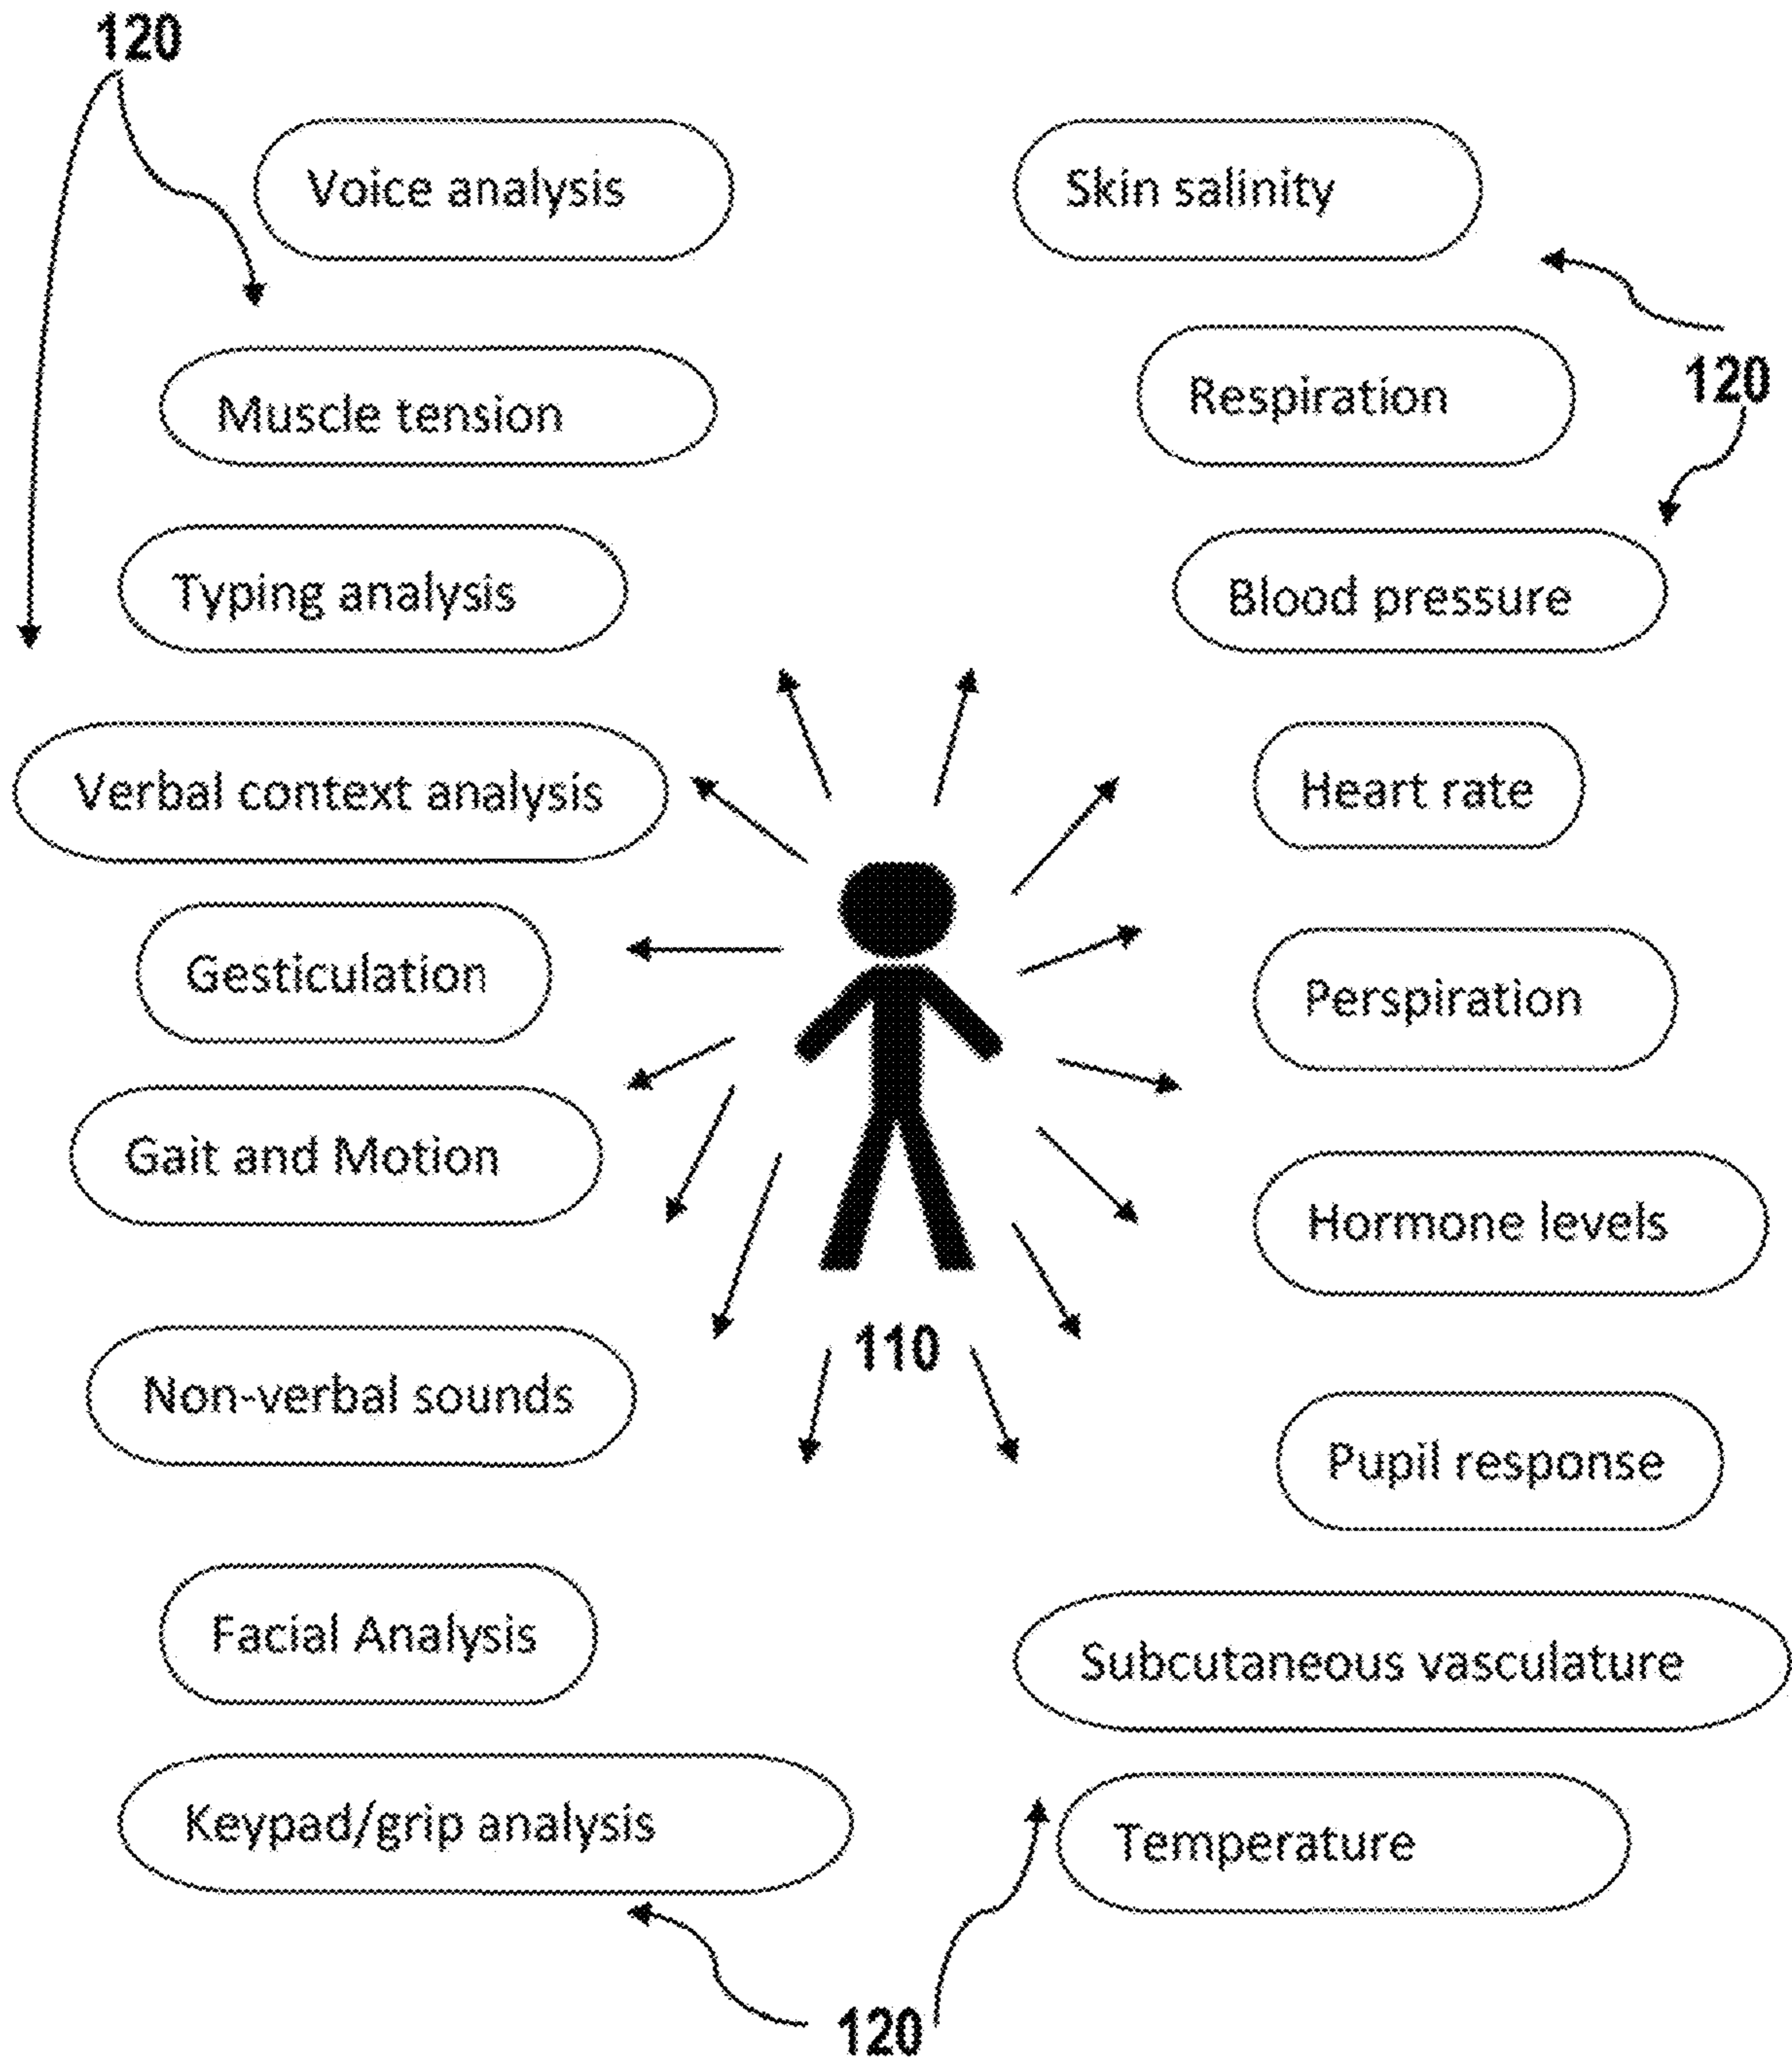 120
Voice analysis
Skin salinity
Muscle tension
Respiration
120
Typing analysis
Blood pressure
Verbal context analysis
Heart rate
Gesticulation
Perspiration
Gait and Motion
Hormone levels
110
Non-verbal sounds
Pupil response
Facial Analysis
Subcutaneous vasculature
Keypad/grip analysis
Temperature
120